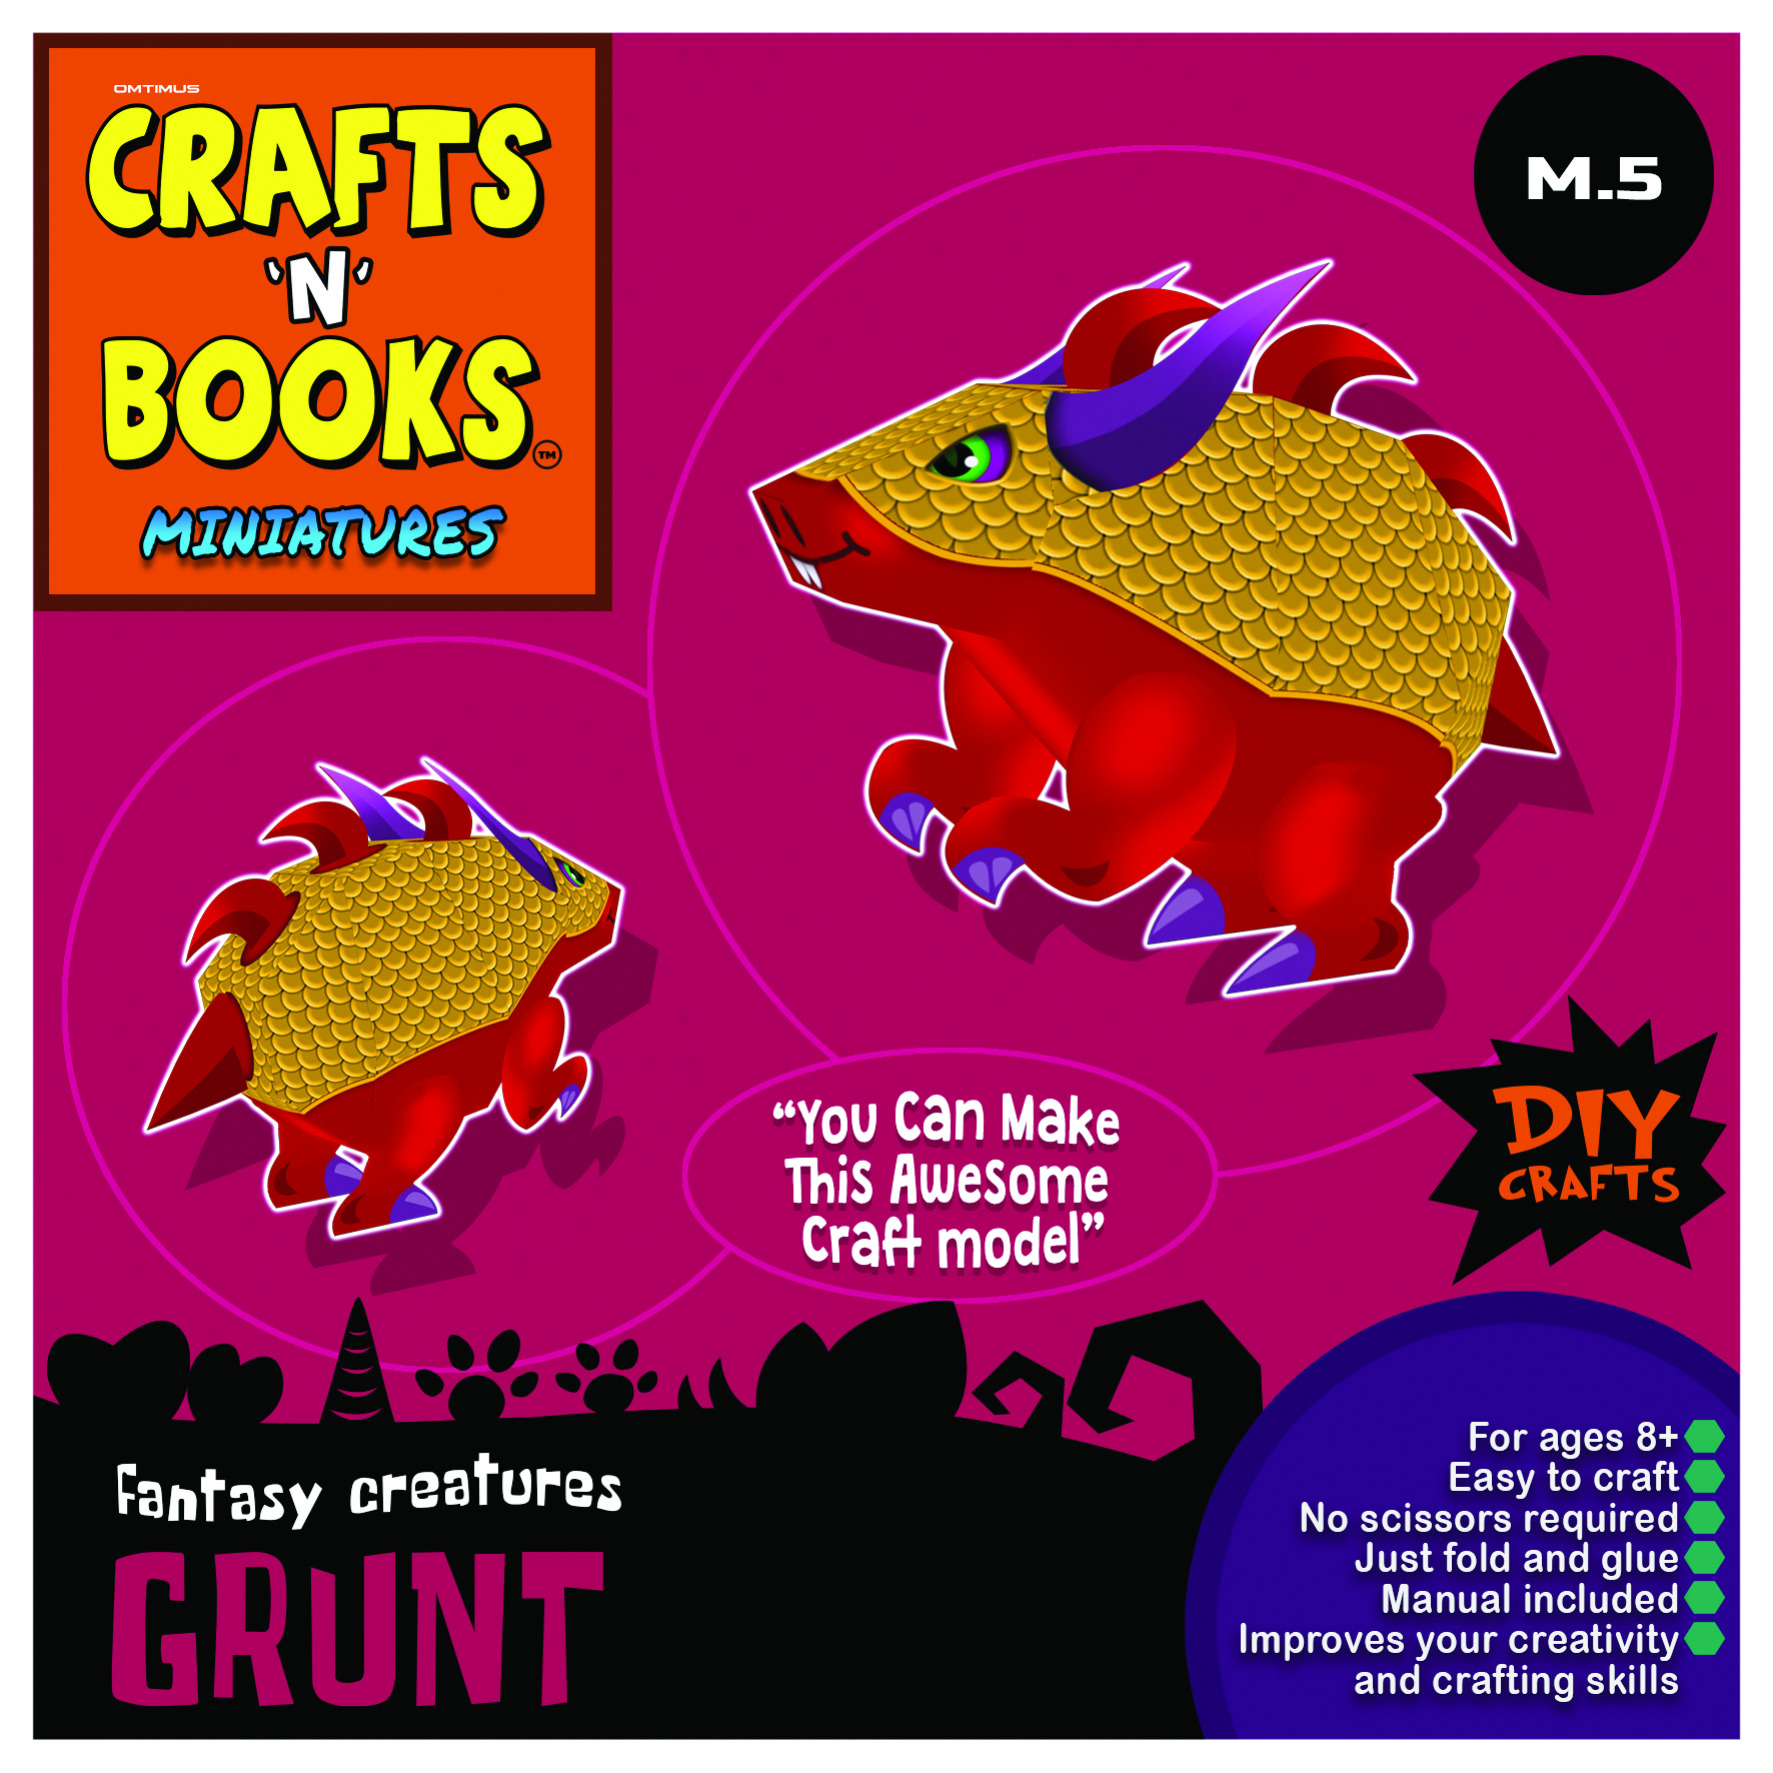 OMTIMUS
CRAFTS
'N'
BOOKS TM
MINIATURES
M.5
"You Can Make
This Awesome
Craft model"
DIY
CRAFTS
Fantasy creatures
GRUNT
For ages 8+
Easy to craft
No scissors required
Just fold and glue
Manual included
Improves your creativity
and crafting skills